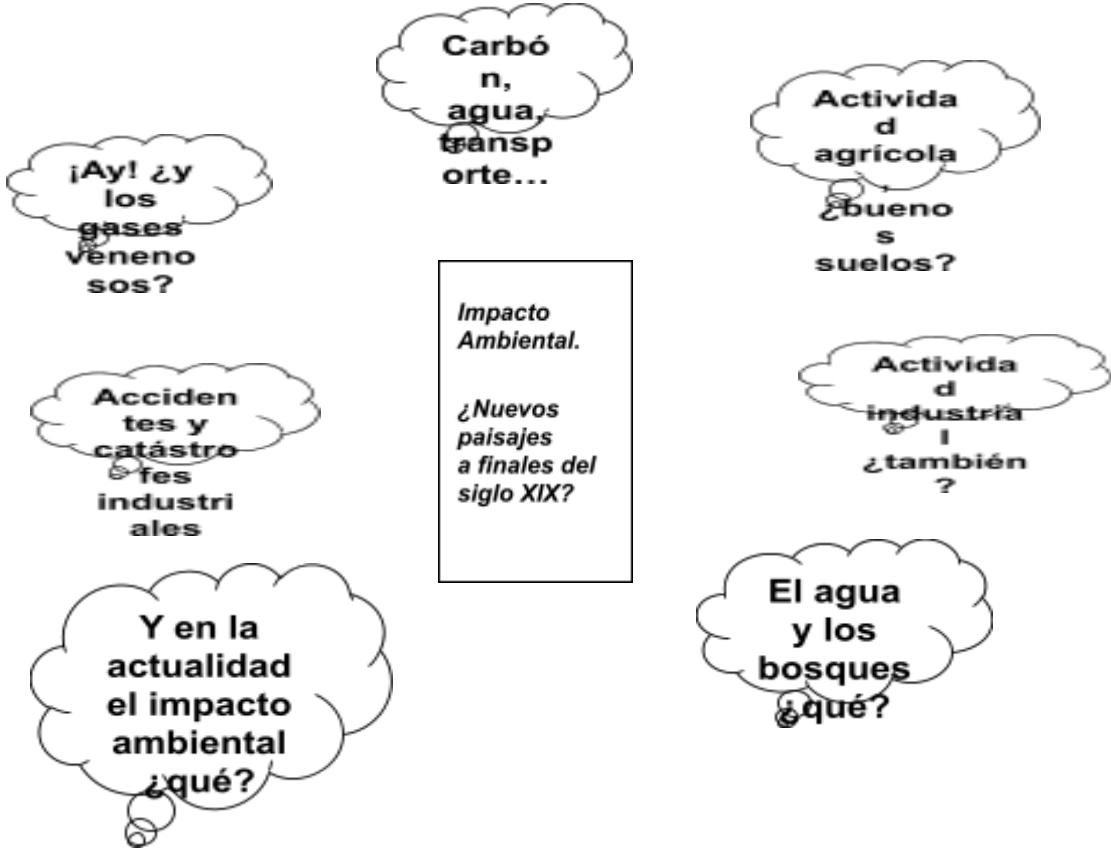 Carbó
n,
agua,
transp
orte…
Activida
d
agrícola
,
¿bueno
s
suelos?
¡Ay! ¿y
los
gases
veneno
sos?
Impacto
Ambiental.
¿Nuevos
paisajes
a finales del
siglo XIX?
Activida
d
industria
l
¿también
?
Acciden
tes y
catástro
fes
industri
ales
El agua
y los
bosques
¿qué?
Y en la
actualidad
el impacto
ambiental
¿qué?